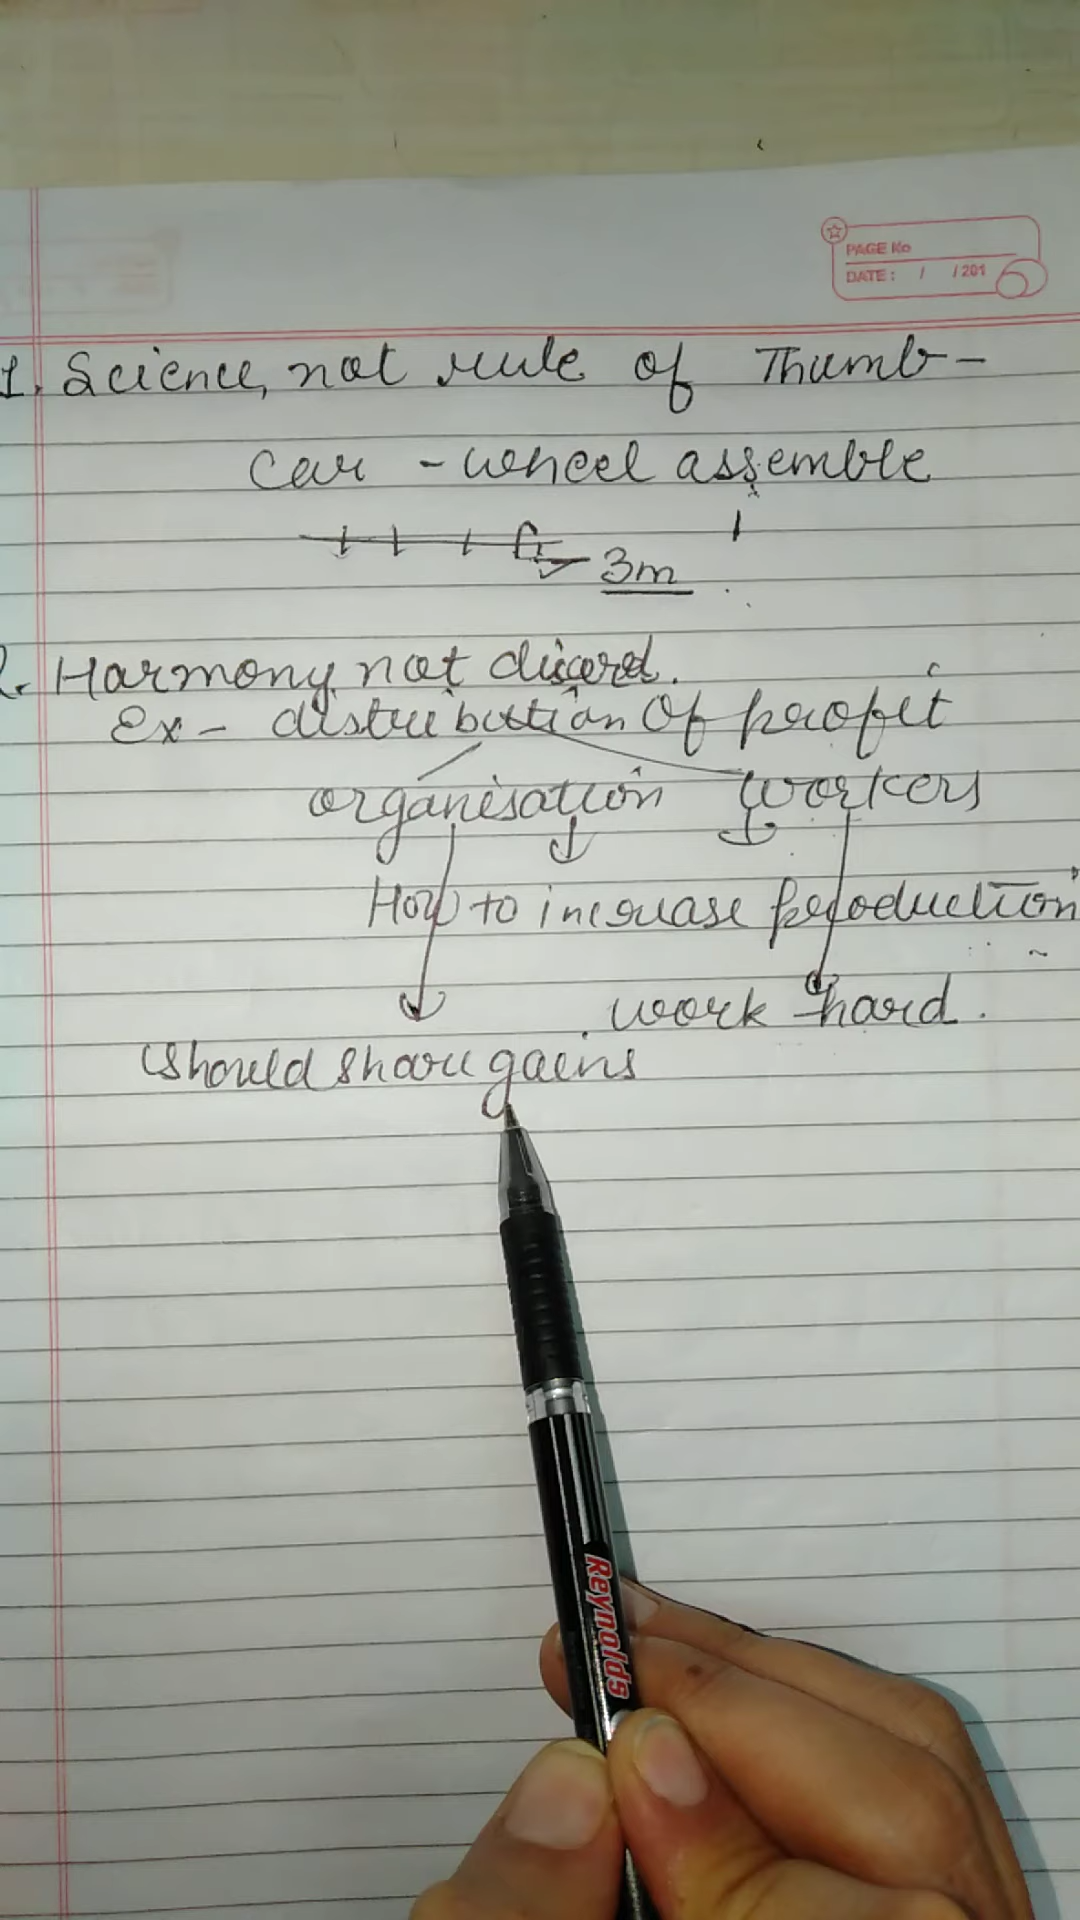 PAGE No
DATE: / /201
1. Science, not rule of Thumb -
Car - wheel assemble
3m
2. Harmony, not discord.
Ex - distribution Of profit
organisation workers
How to increase production
work hard.
should share gains
Reynolds